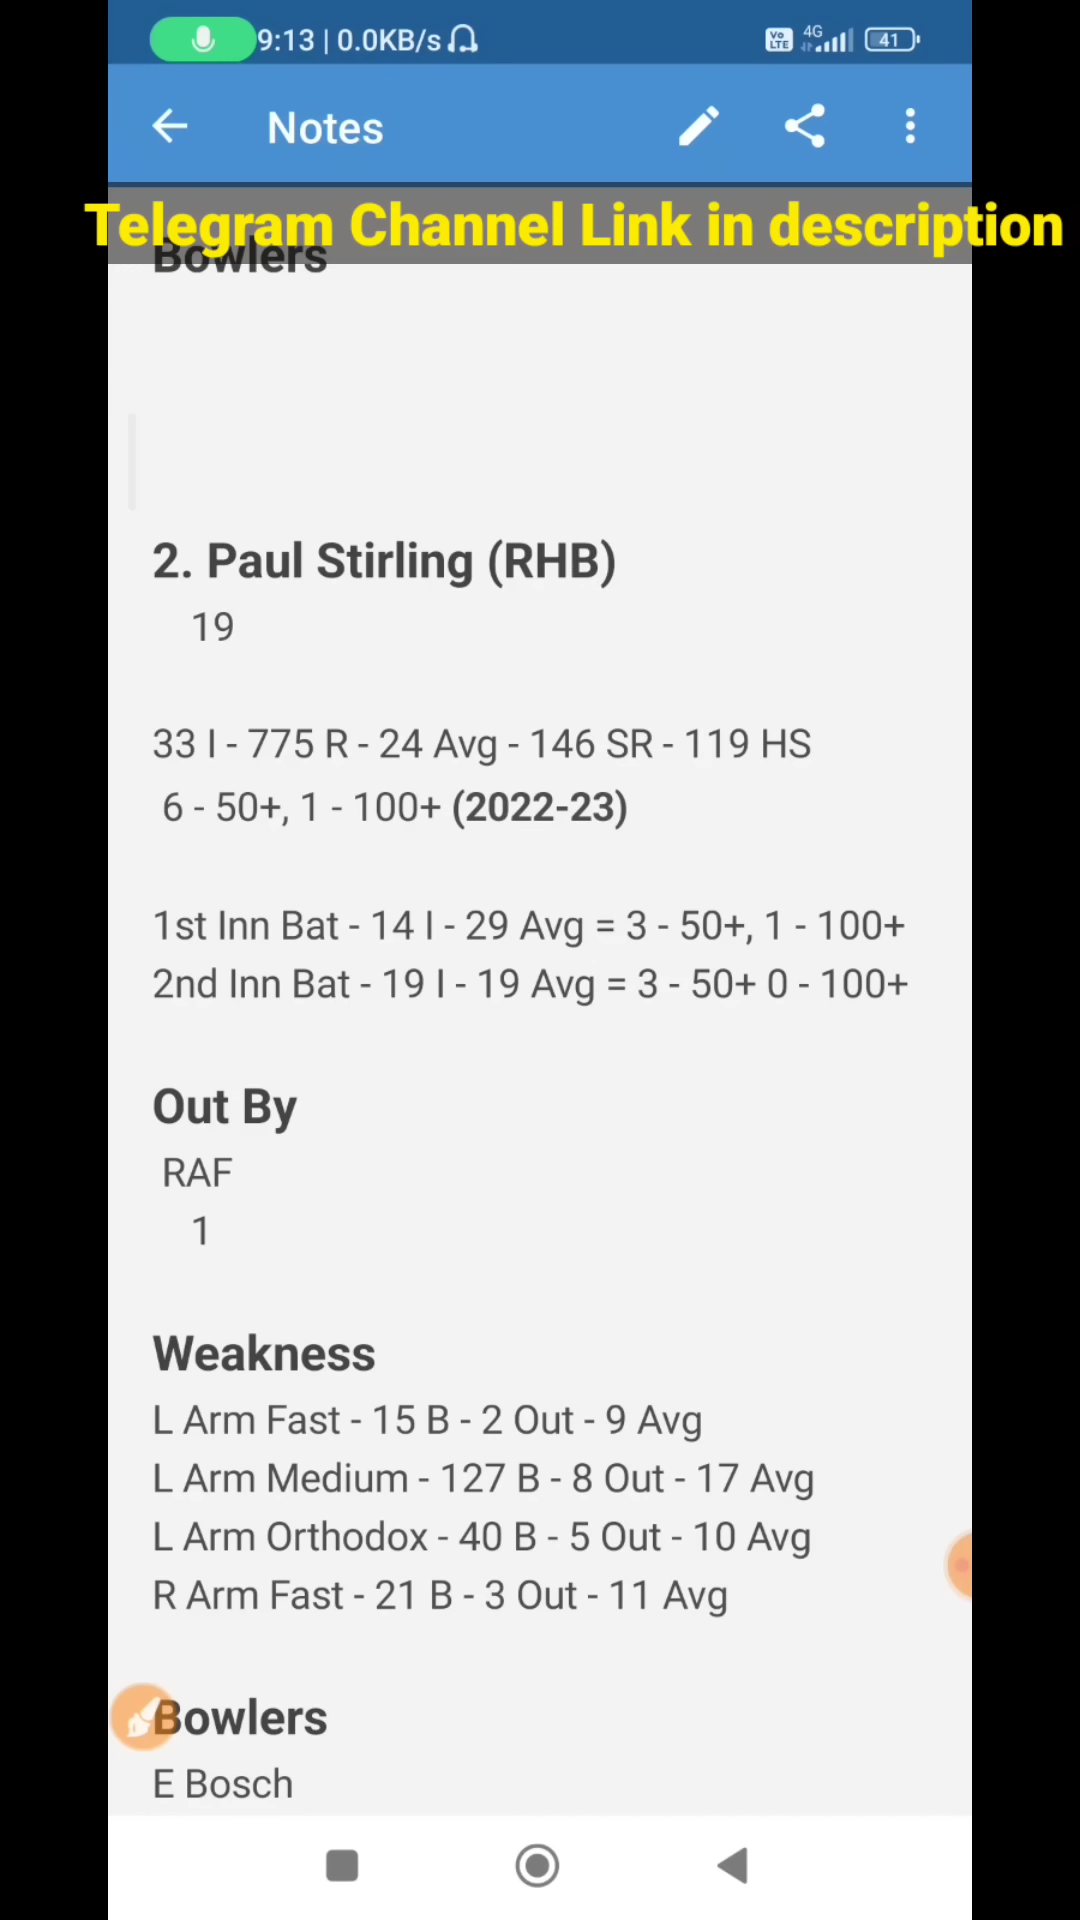 9:13 | 0.0KB/s
Vo LTE 4G 41
Notes
Telegram Channel Link in description
Bowlers
2. Paul Stirling (RHB)
19
33 I - 775 R - 24 Avg - 146 SR - 119 HS
6 - 50+, 1 - 100+ (2022-23)
1st Inn Bat - 14 I - 29 Avg = 3 - 50+, 1 - 100+
2nd Inn Bat - 19 I - 19 Avg = 3 - 50+ 0 - 100+
Out By
RAF
1
Weakness
L Arm Fast - 15 B - 2 Out - 9 Avg
L Arm Medium - 127 B - 8 Out - 17 Avg
L Arm Orthodox - 40 B - 5 Out - 10 Avg
R Arm Fast - 21 B - 3 Out - 11 Avg
Bowlers
E Bosch